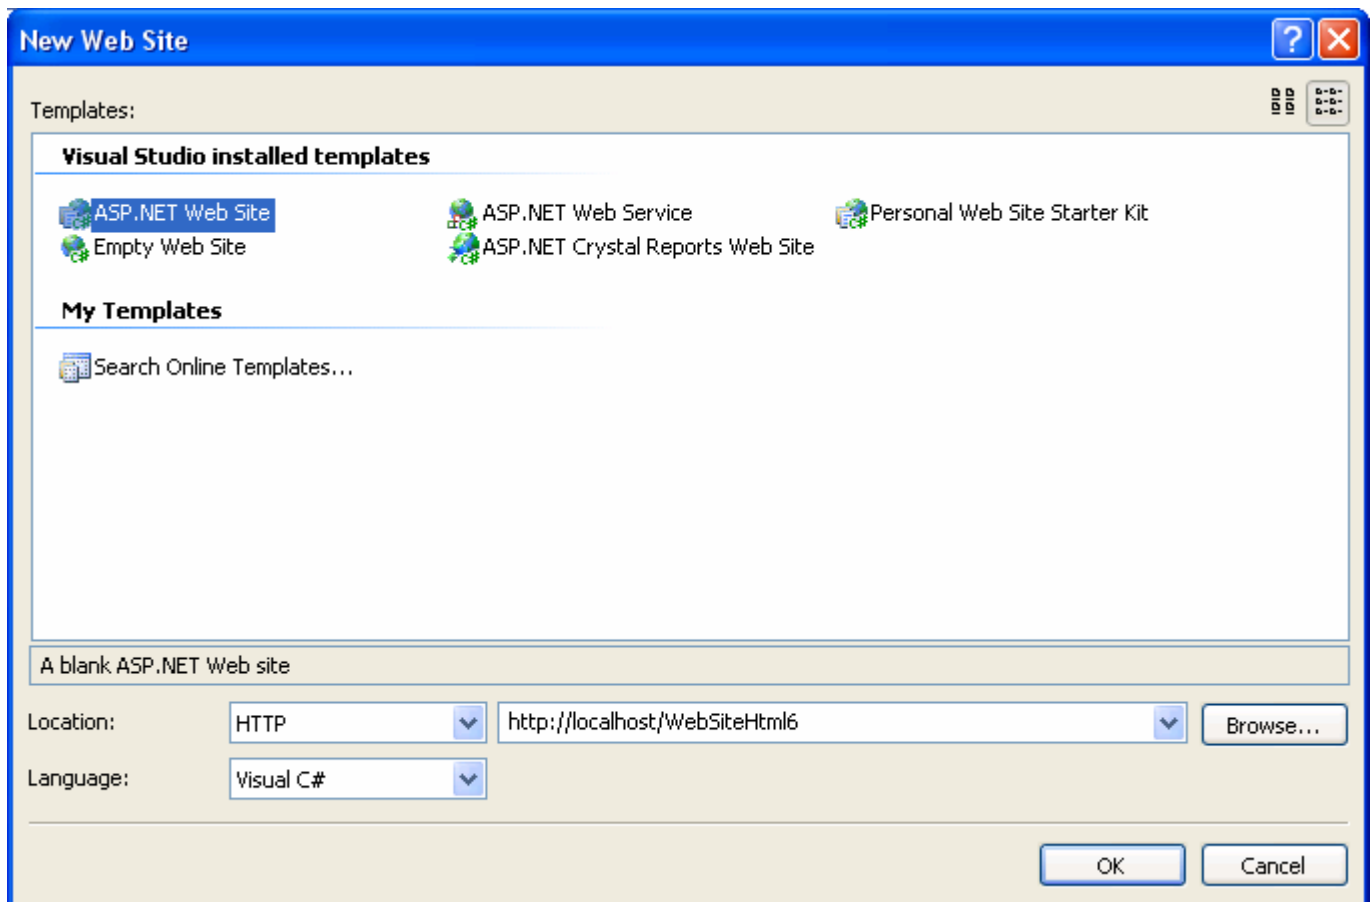 New Web Site
Templates:
Visual Studio installed templates
ASP.NET Web Site ASP.NET Web Service Personal Web Site Starter Kit
Empty Web Site ASP.NET Crystal Reports Web Site
My Templates
Search Online Templates...
A blank ASP.NET Web site
Location: HTTP http://localhost/WebSiteHtml6 Browse...
Language: Visual C#
OK Cancel